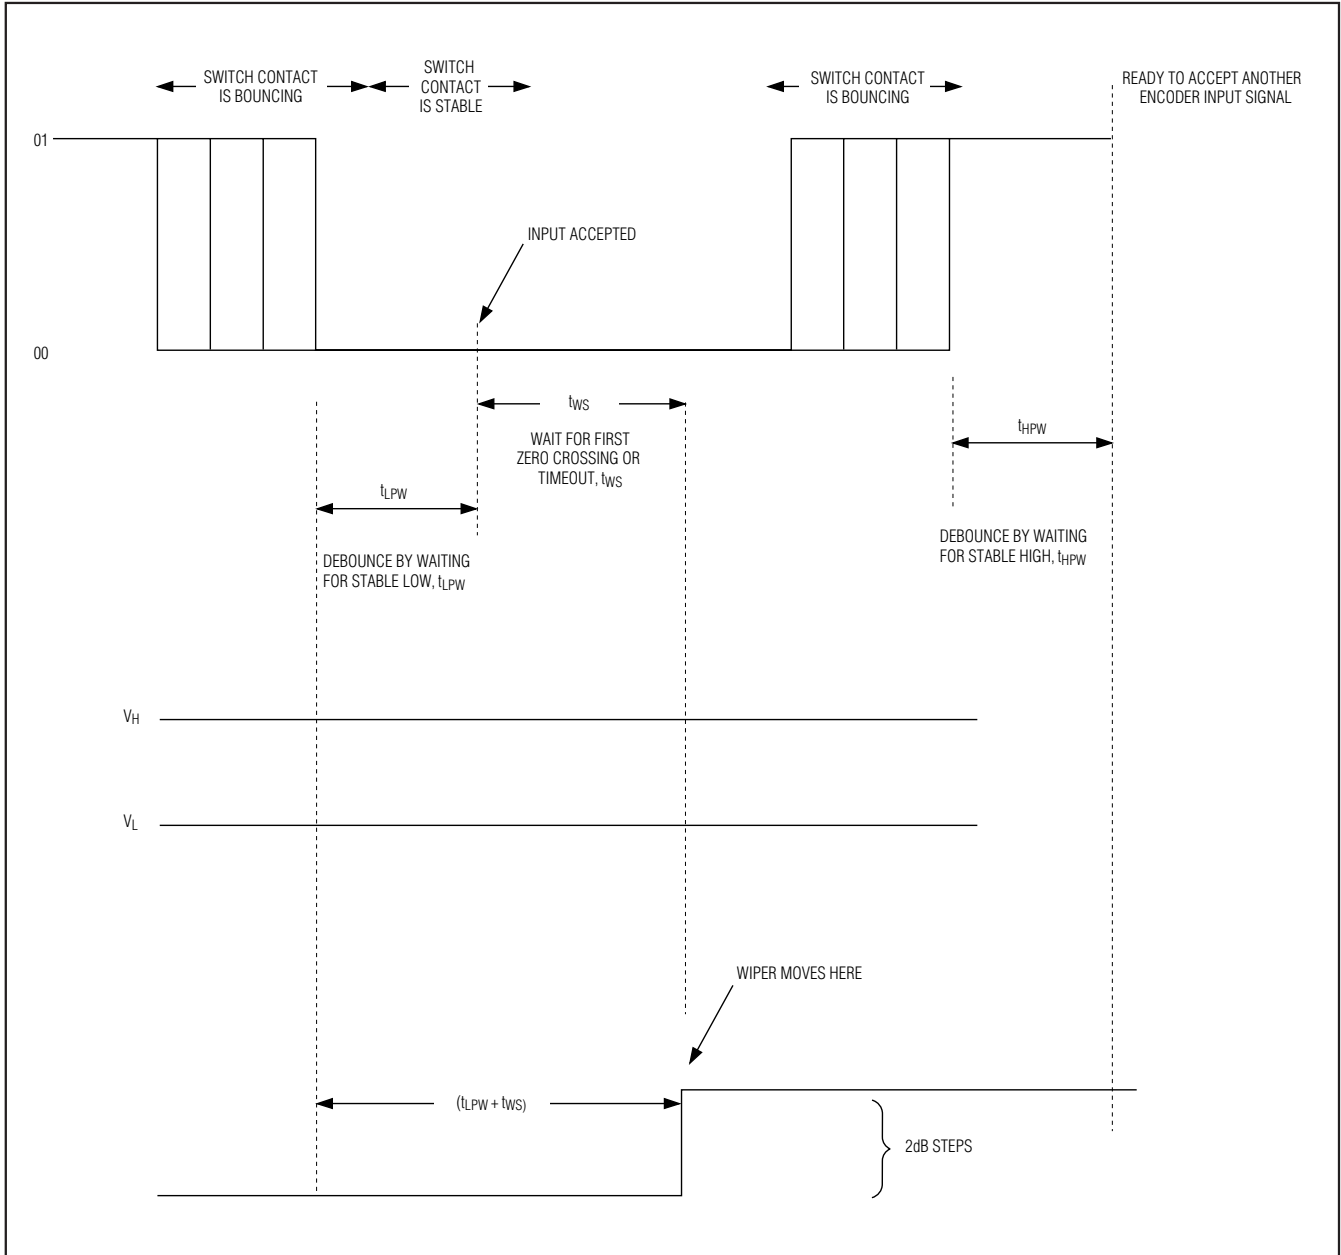 SWITCH CONTACT
IS BOUNCING
SWITCH
CONTACT
IS STABLE
SWITCH CONTACT
IS BOUNCING
READY TO ACCEPT ANOTHER
ENCODER INPUT SIGNAL
01
INPUT ACCEPTED
00
tWS
WAIT FOR FIRST
ZERO CROSSING OR
TIMEOUT, tWS
tHPW
tLPW
DEBOUNCE BY WAITING
FOR STABLE HIGH, tHPW
DEBOUNCE BY WAITING
FOR STABLE LOW, tLPW
VH
VL
WIPER MOVES HERE
(tLPW + tWS)
2dB STEPS